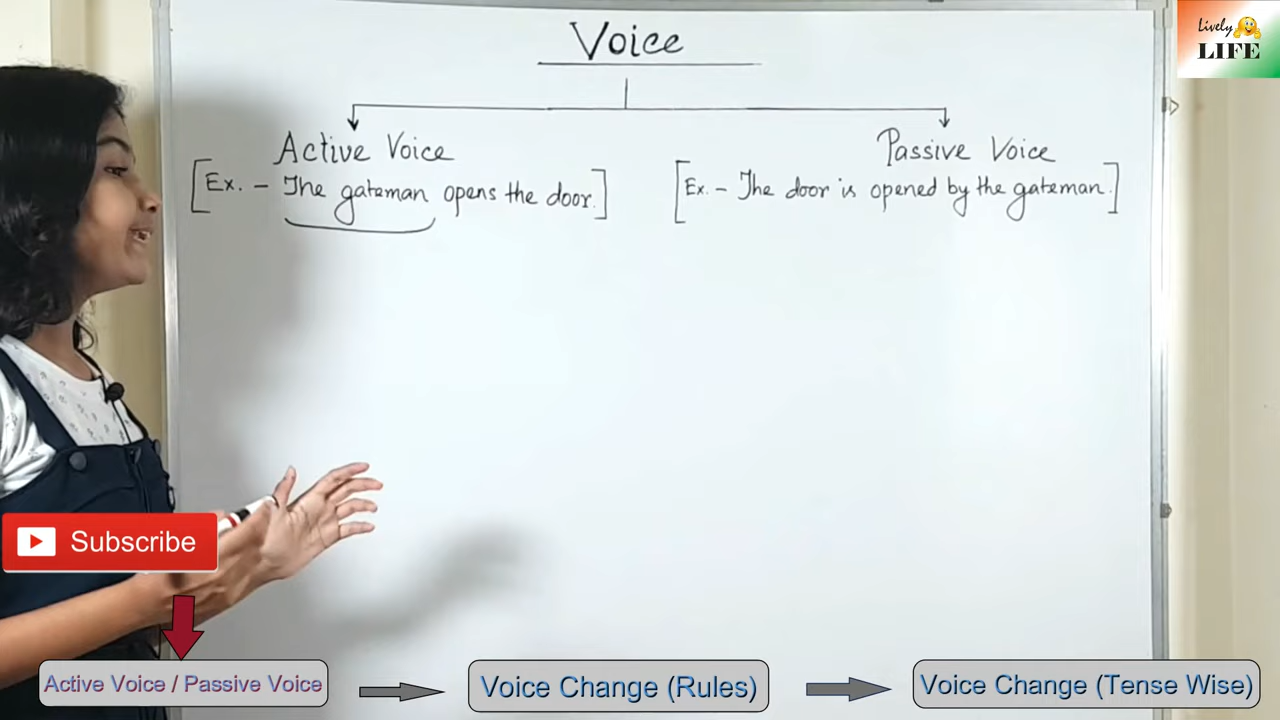 Voice
Lively
LIFE
Active Voice
Passive Voice
[Ex. - The gateman opens the door.]
[Ex. - The door is opened by the gateman.]
Subscribe
Active Voice / Passive Voice
Voice Change (Rules)
Voice Change (Tense Wise)